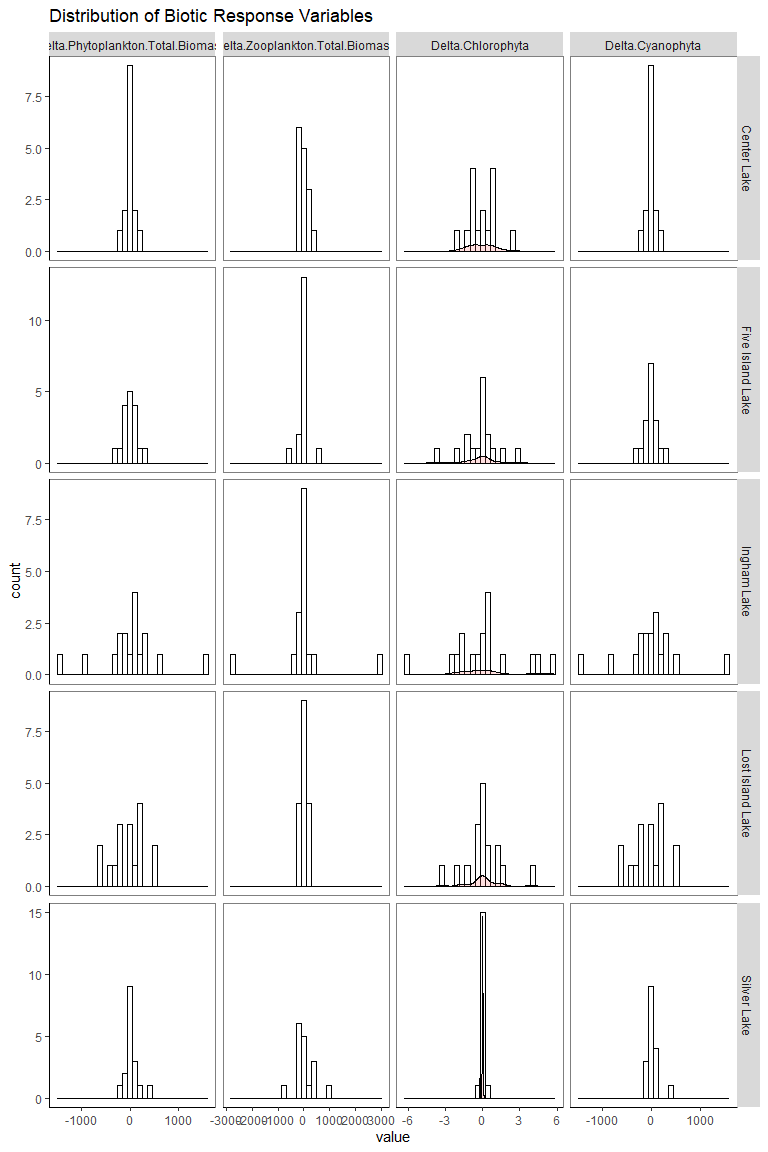 Distribution of Biotic Response Variables
elta.Phytoplankton.Total.Biomas
elta.Zooplankton.Total.Biomas
Delta.Chlorophyta
Delta.Cyanophyta
7.5
5.0
2.5
0.0
Center Lake
10
5
0
Five Island Lake
count
7.5
5.0
2.5
0.0
Ingham Lake
7.5
5.0
2.5
0.0
Lost Island Lake
15
10
5
0
Silver Lake
-1000 0 1000 -3000 -2000 -1000 0 1000 2000 3000 -6 -3 0 3 6 -1000 0 1000
value